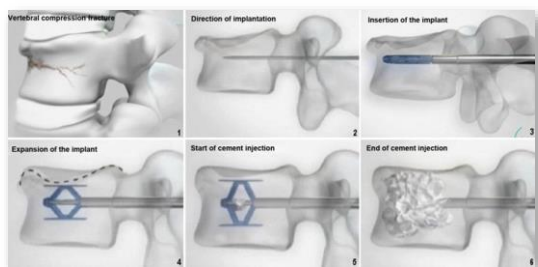 Vertebral compression fracture
1
Direction of implantation
2
Insertion of the implant
3
Expansion of the implant
4
Start of cement injection
5
End of cement injection
6